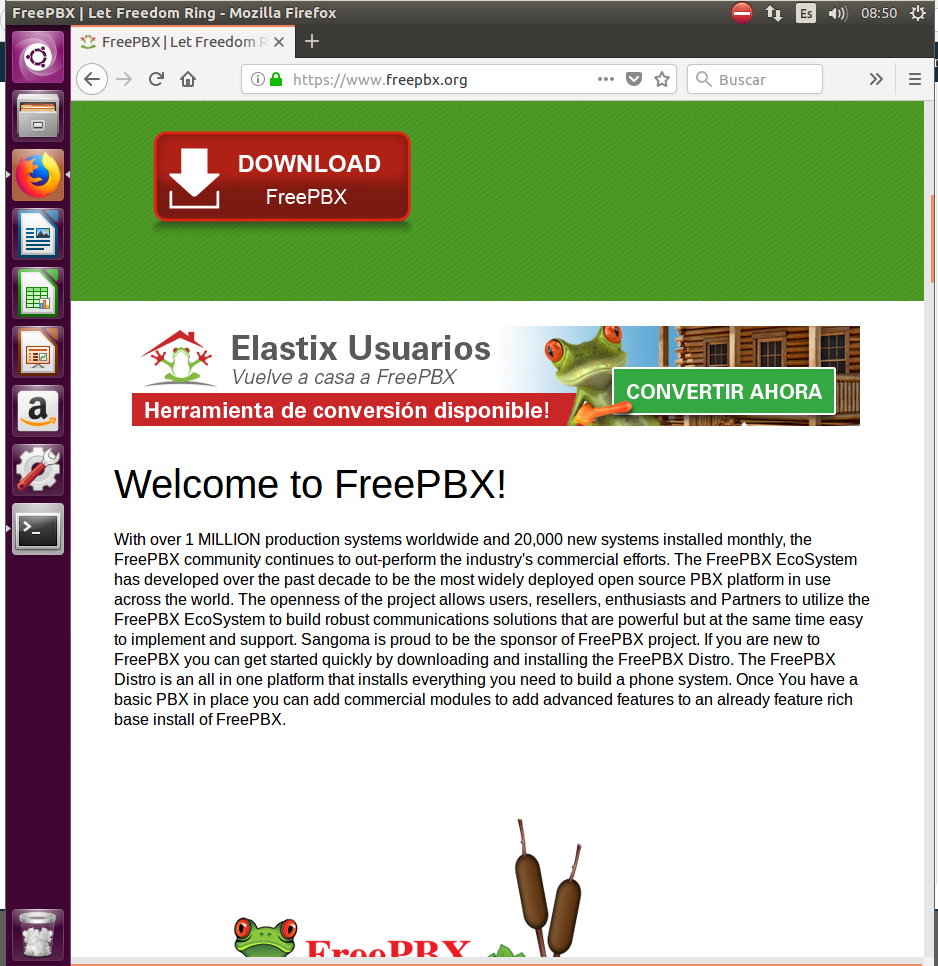 FreePBX | Let Freedom Ring - Mozilla Firefox
Es
08:50
FreePBX | Let Freedom R
https://www.freepbx.org
Buscar
DOWNLOAD
FreePBX
Elastix Usuarios
Vuelve a casa a FreePBX
CONVERTIR AHORA
Herramienta de conversión disponible!
Welcome to FreePBX!
With over 1 MILLION production systems worldwide and 20,000 new systems installed monthly, the
FreePBX community continues to out-perform the industry's commercial efforts. The FreePBX EcoSystem
has developed over the past decade to be the most widely deployed open source PBX platform in use
across the world. The openness of the project allows users, resellers, enthusiasts and Partners to utilize the
FreePBX EcoSystem to build robust communications solutions that are powerful but at the same time easy
to implement and support. Sangoma is proud to be the sponsor of FreePBX project. If you are new to
FreePBX you can get started quickly by downloading and installing the FreePBX Distro. The FreePBX
Distro is an all in one platform that installs everything you need to build a phone system. Once You have a
basic PBX in place you can add commercial modules to add advanced features to an already feature rich
base install of FreePBX.
FreePBX